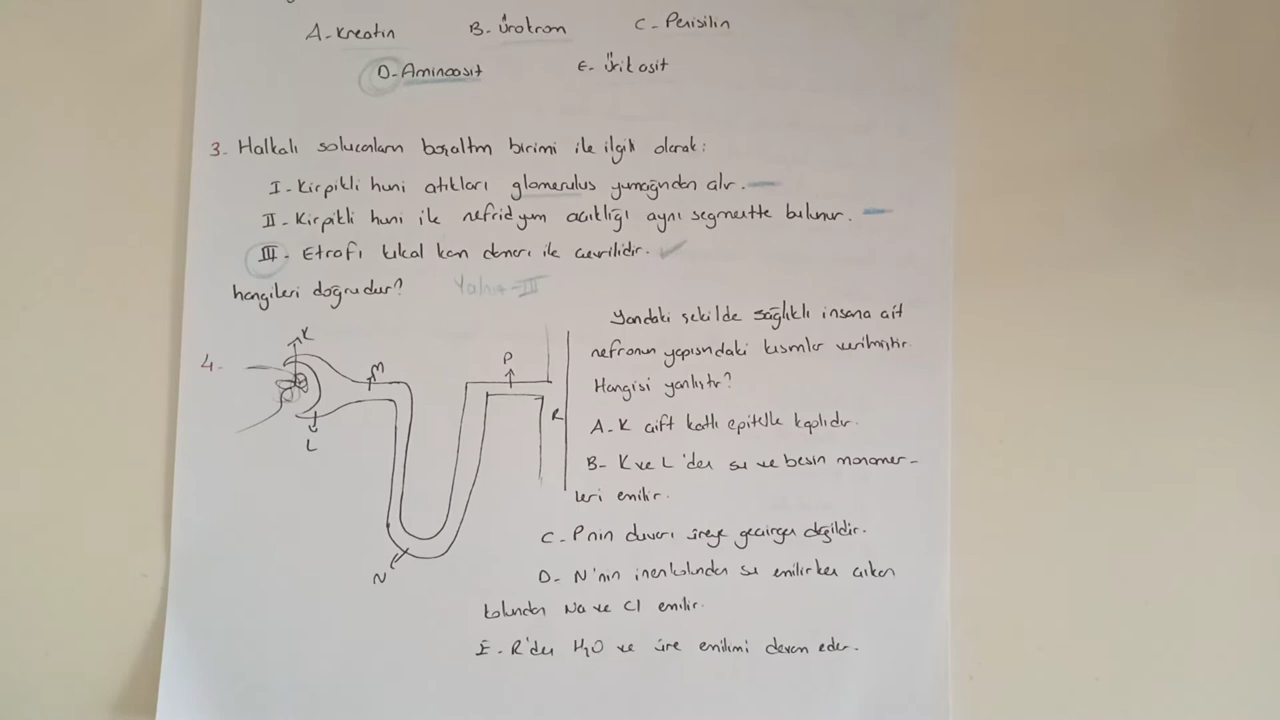 A-Kreatin B-Ürokrom C-Penisilin
D-Aminoasit E-Ürik asit
3- Halkalı solucanların boşaltım birimi ile ilgili olarak:
I-Kirpikli huni atıkları glomerulus yumağından alır.
II-Kirpikli huni ile nefridyum açıklığı aynı segmentte bulunur.
III- Etrafı kılcal kan damarı ile çevrilidir.
hangileri doğrudur? Yalnız-III
4-
K
M
L
N
P
R
Yandaki şekilde sağlıklı insana ait
nefronun yapısındaki kısımlar verilmiştir.
Hangisi yanlıştır?
A-K çift katlı epitelle kaplıdır.
B- K ve L'den su ve besin monomer-
leri emilir.
C-P'nin duvarı üreye geçirgen değildir.
D- N'nin inen kolundan su emilirken çıkan
kolundan Na ve Cl emilir.
E-R'den H₂O ve üre emilimi devam eder.